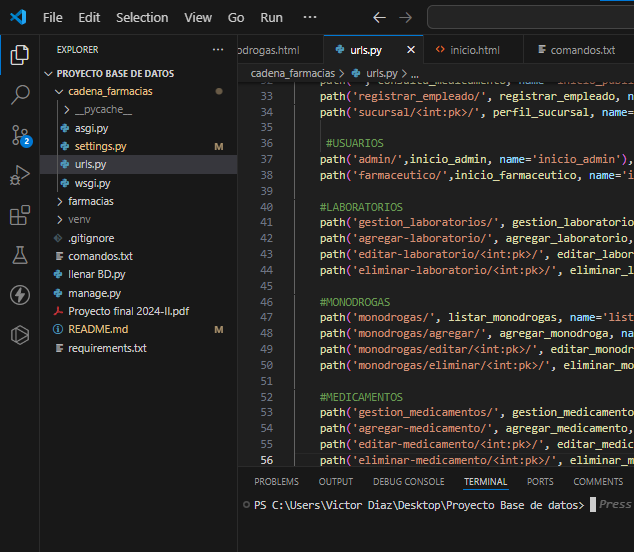 File Edit Selection View Go Run ···
EXPLORER ···
PROYECTO BASE DE DATOS
cadena_farmacias
__pycache__
asgi.py
settings.py M
urls.py
wsgi.py
farmacias
venv
.gitignore
comandos.txt
llenar BD.py
manage.py
Proyecto final 2024-II.pdf
README.md M
requirements.txt
2
odrogas.html urls.py inicio.html comandos.txt
cadena_farmacias > urls.py > ...
33 path('registrar_empleado/', registrar_empleado, n
34 path('sucursal/<int:pk>/', perfil_sucursal, name=
35
36 #USUARIOS
37 path('admin/',inicio_admin, name='inicio_admin'),
38 path('farmaceutico/',inicio_farmaceutico, name='i
39
40 #LABORATORIOS
41 path('gestion_laboratorios/', gestion_laboratorio
42 path('agregar-laboratorio/', agregar_laboratorio,
43 path('editar-laboratorio/<int:pk>/', editar_labor
44 path('eliminar-laboratorio/<int:pk>/', eliminar_l
45
46 #MONODROGAS
47 path('monodrogas/', listar_monodrogas, name='list
48 path('monodrogas/agregar/', agregar_monodroga, na
49 path('monodrogas/editar/<int:pk>/', editar_monodr
50 path('monodrogas/eliminar/<int:pk>/', eliminar_mo
51
52 #MEDICAMENTOS
53 path('gestion_medicamentos/', gestion_medicamento
54 path('agregar-medicamento/', agregar_medicamento,
55 path('editar-medicamento/<int:pk>/', editar_medic
56 path('eliminar-medicamento/<int:pk>/', eliminar_m
PROBLEMS OUTPUT DEBUG CONSOLE TERMINAL PORTS COMMENTS
PS C:\Users\Victor Diaz\Desktop\Proyecto Base de datos> Press